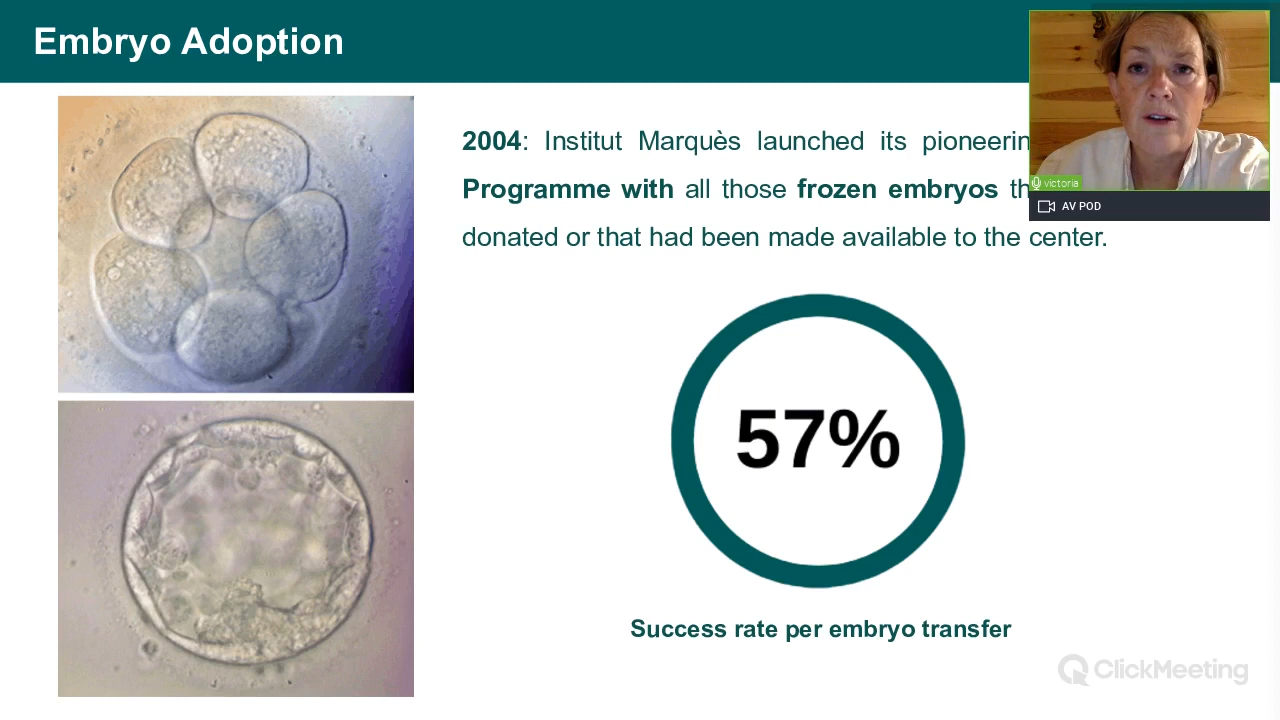 Embryo Adoption
2004: Institut Marquès launched its pioneerin
Programme with all those frozen embryos th
donated or that had been made available to the center.
victoria
AV POD
57%
Success rate per embryo transfer
ClickMeeting